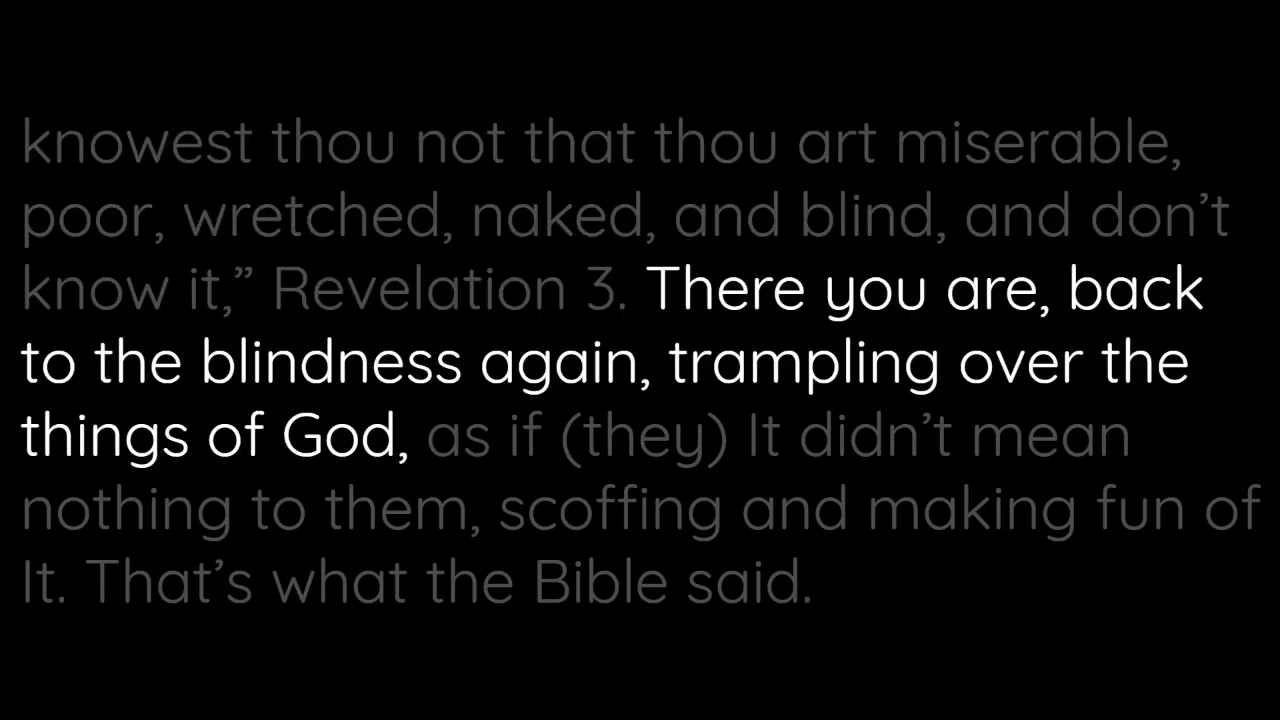 knowest thou not that thou art miserable,
poor, wretched, naked, and blind, and don’t
know it,” Revelation 3. There you are, back
to the blindness again, trampling over the
things of God, as if (they) It didn’t mean
nothing to them, scoffing and making fun of
It. That’s what the Bible said.